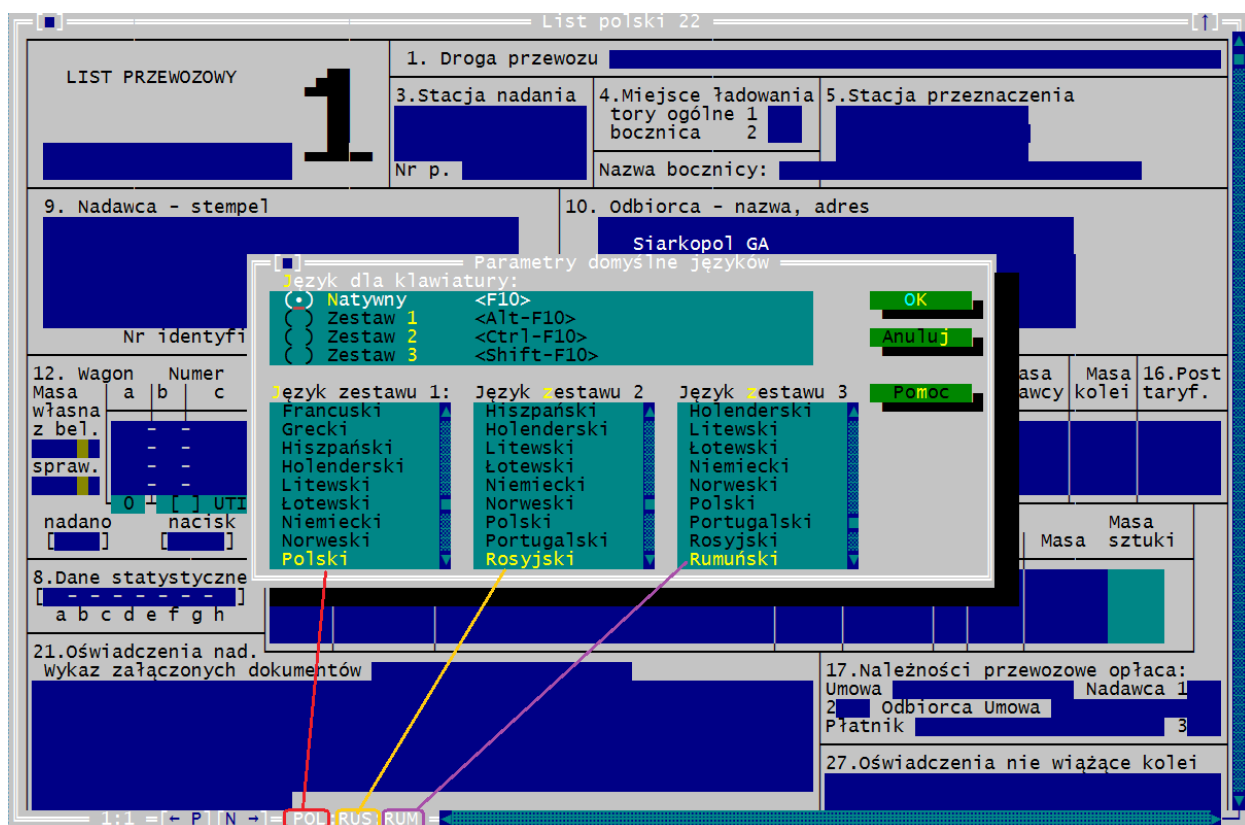 [■] List polski 22 [↑]
LIST PRZEWOZOWY
1
1. Droga przewozu
3.Stacja nadania
Nr p.
4.Miejsce ładowania
tory ogólne 1
bocznica 2
Nazwa bocznicy:
5.Stacja przeznaczenia
9. Nadawca - stempel
Nr identyfi
10. Odbiorca - nazwa, adres
Siarkopol GA
[■] Parametry domyślne języków
Język dla klawiatury:
(•) Natywny <F10>
( ) Zestaw 1 <Alt-F10>
( ) Zestaw 2 <Ctrl-F10>
( ) Zestaw 3 <Shift-F10>
OK
Anuluj
Pomoc
Język zestawu 1:
Francuski
Grecki
Hiszpański
Holenderski
Litewski
Łotewski
Niemiecki
Norweski
Polski
Język zestawu 2
Hiszpański
Holenderski
Litewski
Łotewski
Niemiecki
Norweski
Polski
Portugalski
Rosyjski
Język zestawu 3
Holenderski
Litewski
Łotewski
Niemiecki
Norweski
Polski
Portugalski
Rosyjski
Rumuński
12. Wagon Numer
Masa a b c
własna
z bel.
spraw.
0 [ ] UTI
nadano nacisk
[ ] [ ]
asa Masa 16.Post
awcy kolei taryf.
Masa
Masa sztuki
8.Dane statystyczne
[ - - - - - - - ]
a b c d e f g h
21.Oświadczenia nad.
Wykaz załączonych dokumentów
17.Należności przewozowe opłaca:
Umowa Nadawca 1
2 Odbiorca Umowa
Płatnik 3
27.Oświadczenia nie wiążące kolei
1:1 =[← P][N →]= POL:RUS:RUM